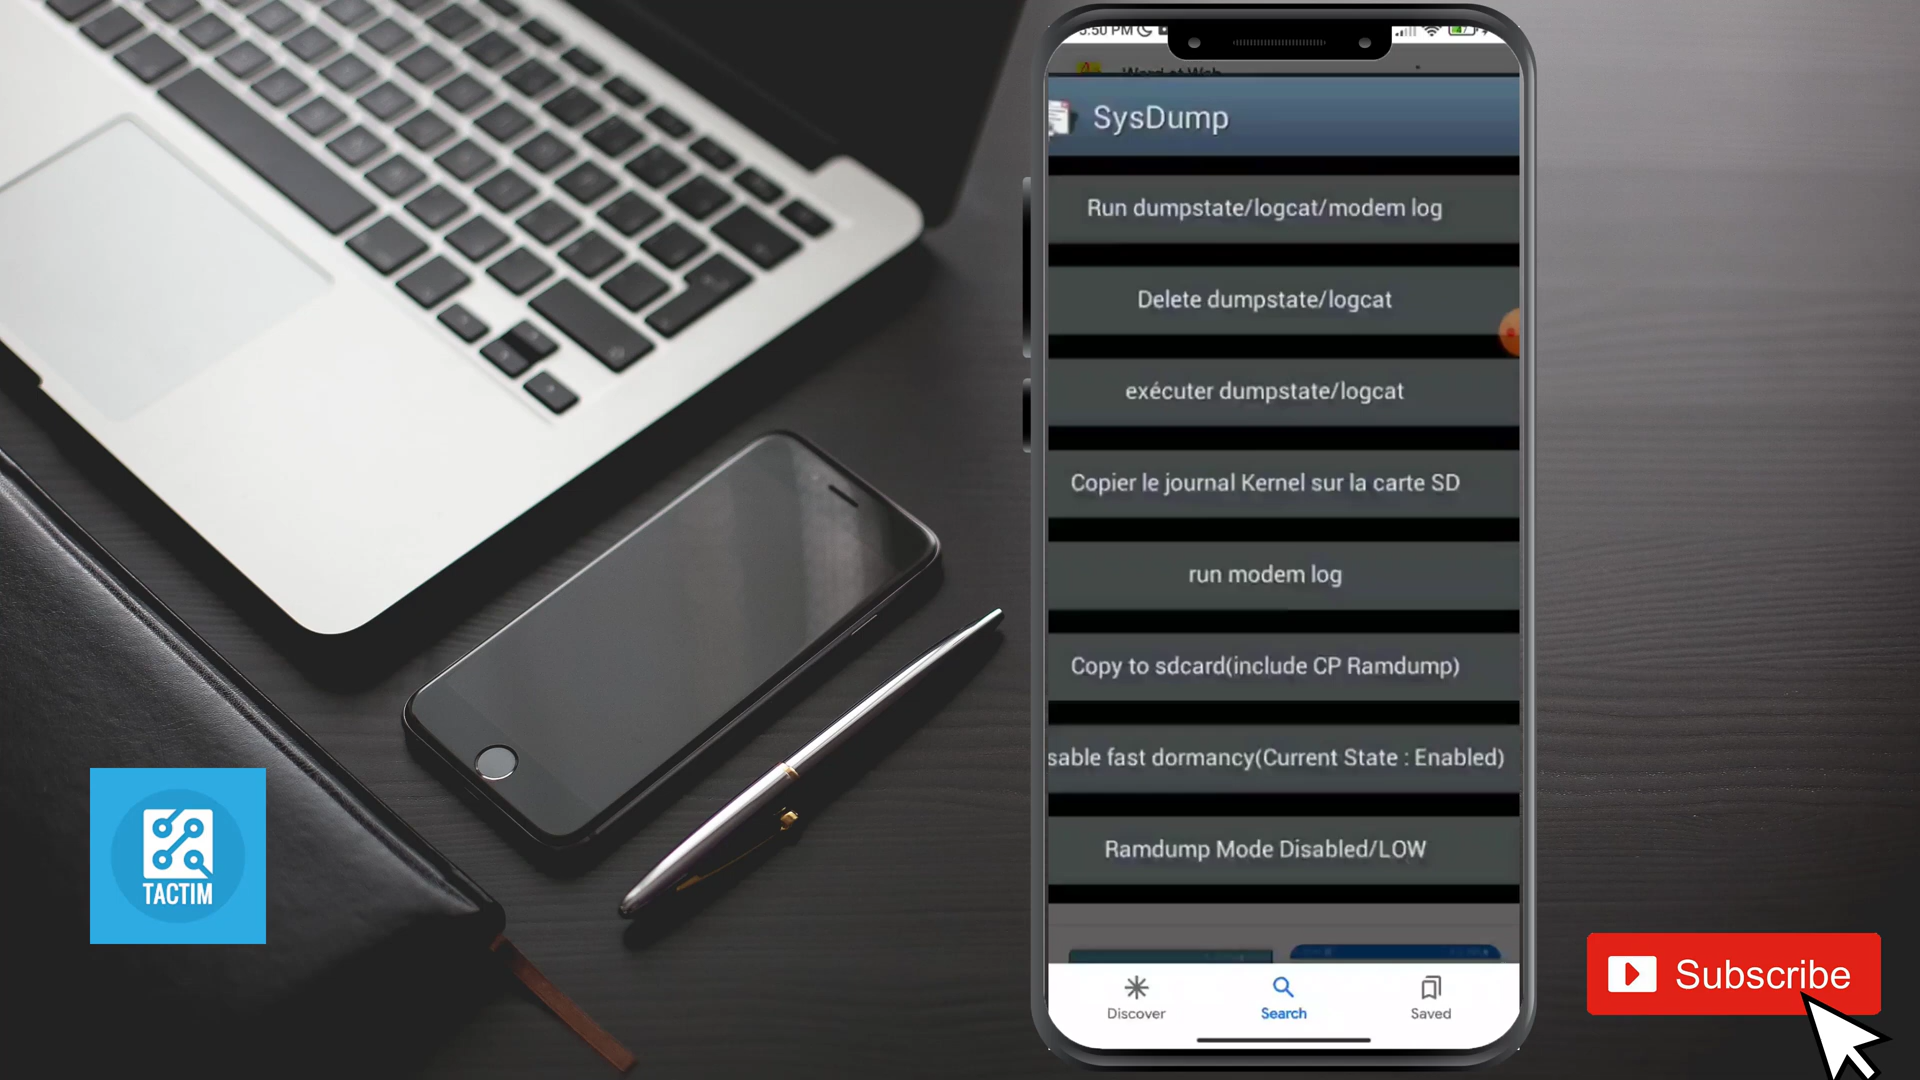 SysDump
Run dumpstate/logcat/modem log
Delete dumpstate/logcat
exécuter dumpstate/logcat
Copier le journal Kernel sur la carte SD
run modem log
Copy to sdcard(include CP Ramdump)
sable fast dormancy(Current State : Enabled)
Ramdump Mode Disabled/LOW
Discover
Search
Saved
TACTIM
Subscribe